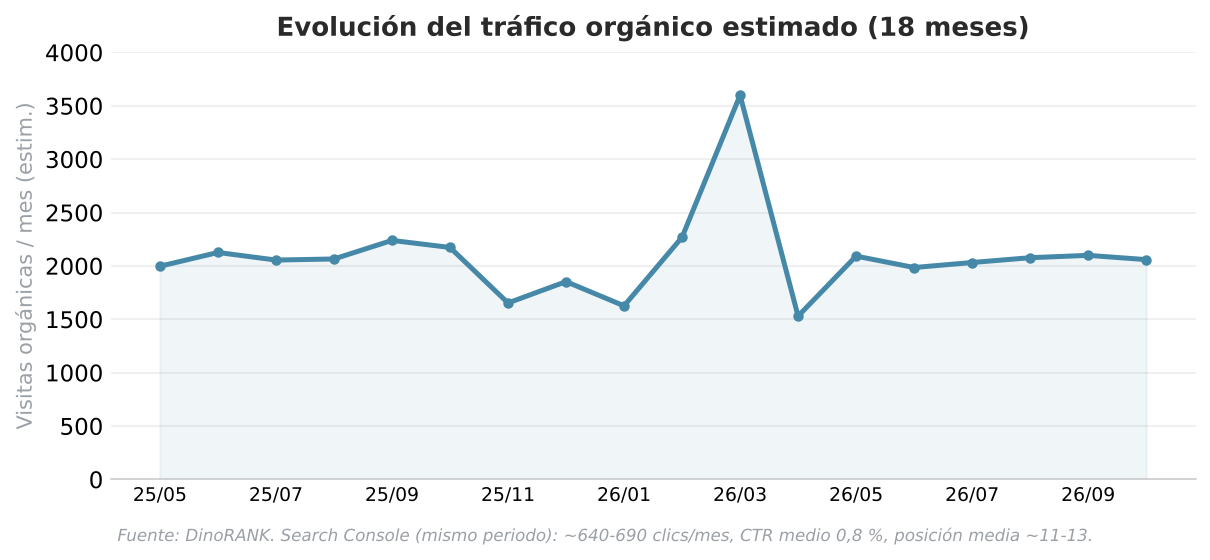 Evolución del tráfico orgánico estimado (18 meses)
Visitas orgánicas / mes (estim.)
4000
3500
3000
2500
2000
1500
1000
500
0
25/05 25/07 25/09 25/11 26/01 26/03 26/05 26/07 26/09
Fuente: DinoRANK. Search Console (mismo periodo): ~640-690 clics/mes, CTR medio 0,8 %, posición media ~11-13.